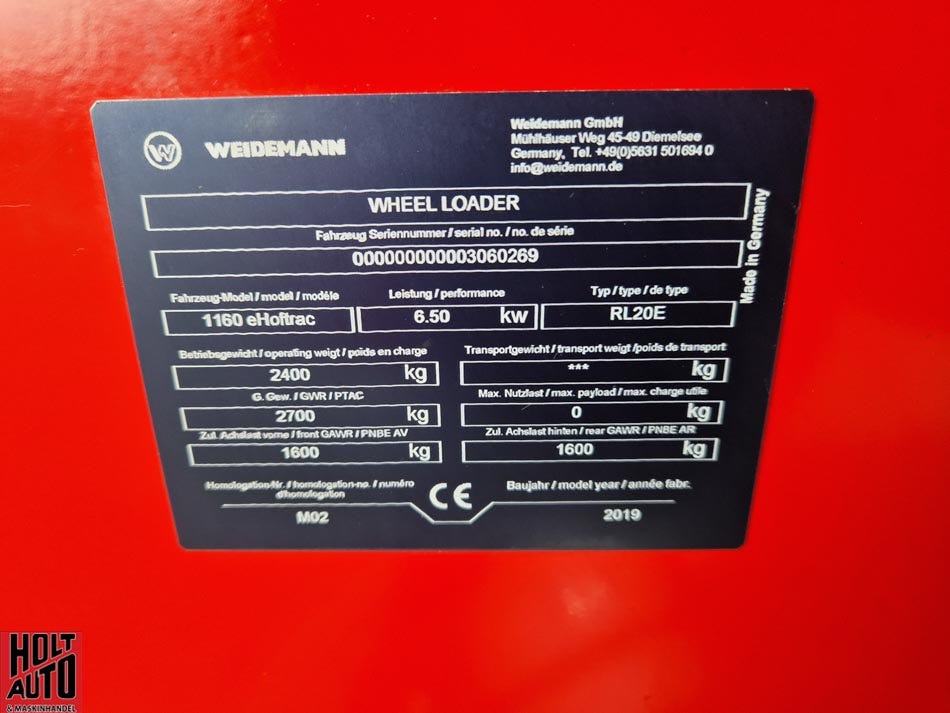 W WEIDEMANN
Weidemann GmbH
Mühlhäuser Weg 45-49 Diemelsee
Germany, Tel. +49(0)5631 501694 0
info@weidemann.de
WHEEL LOADER
Fahrzeug Seriennummer / serial no. / no. de série
000000000003060269
Made in Germany
Fahrzeug-Model / model / modéle
Leistung / performance
Typ / type / de type
1160 eHoftrac
6.50 kw
RL20E
Betriebsgewicht / operating weigt / poids en charge
Transportgewicht / transport weigt /poids de transport
2400 kg
*** kg
G. Gew. / GWR / PTAC
Max. Nutzlast / max. payload / max. charge utile
2700 kg
0 kg
Zul. Achslast vorne / front GAWR / PNBE AV
Zul. Achslast hinten / rear GAWR / PNBE AR
1600 kg
1600 kg
Homologation-Nr. / homologation-no. / numéro
d'homologation
CE
Baujahr / model year / année fabr.
M02
2019
HOLT
AUTO
& MASKINHANDEL